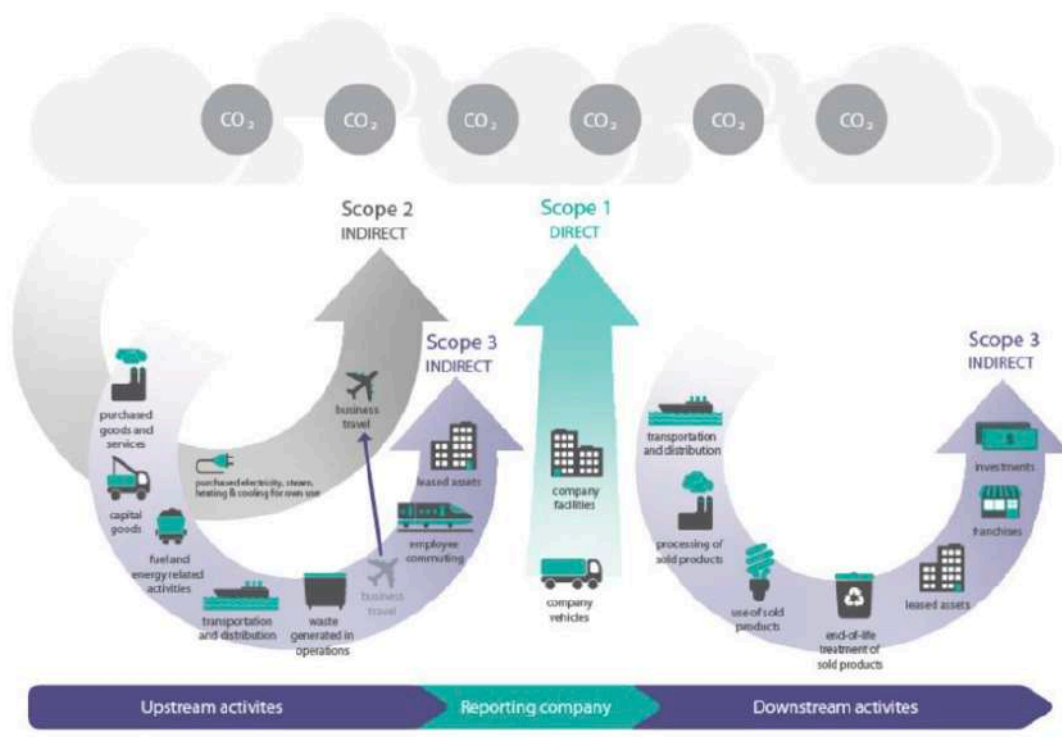 CO₂
CO₂
CO₂
CO₂
CO₂
CO₂
Scope 2
INDIRECT
Scope 1
DIRECT
Scope 3
INDIRECT
Scope 3
INDIRECT
purchased
goods and
services
capital
goods
fuel and
energy related
activities
transportation
and distribution
waste
generated in
operations
business
travel
employee
commuting
leased assets
purchased electricity, steam,
heating & cooling for own use
business
travel
company
facilities
company
vehicles
transportation
and distribution
processing of
sold products
use of sold
products
end-of-life
treatment of
sold products
leased assets
franchises
investments
$
Upstream activites
Reporting company
Downstream activites